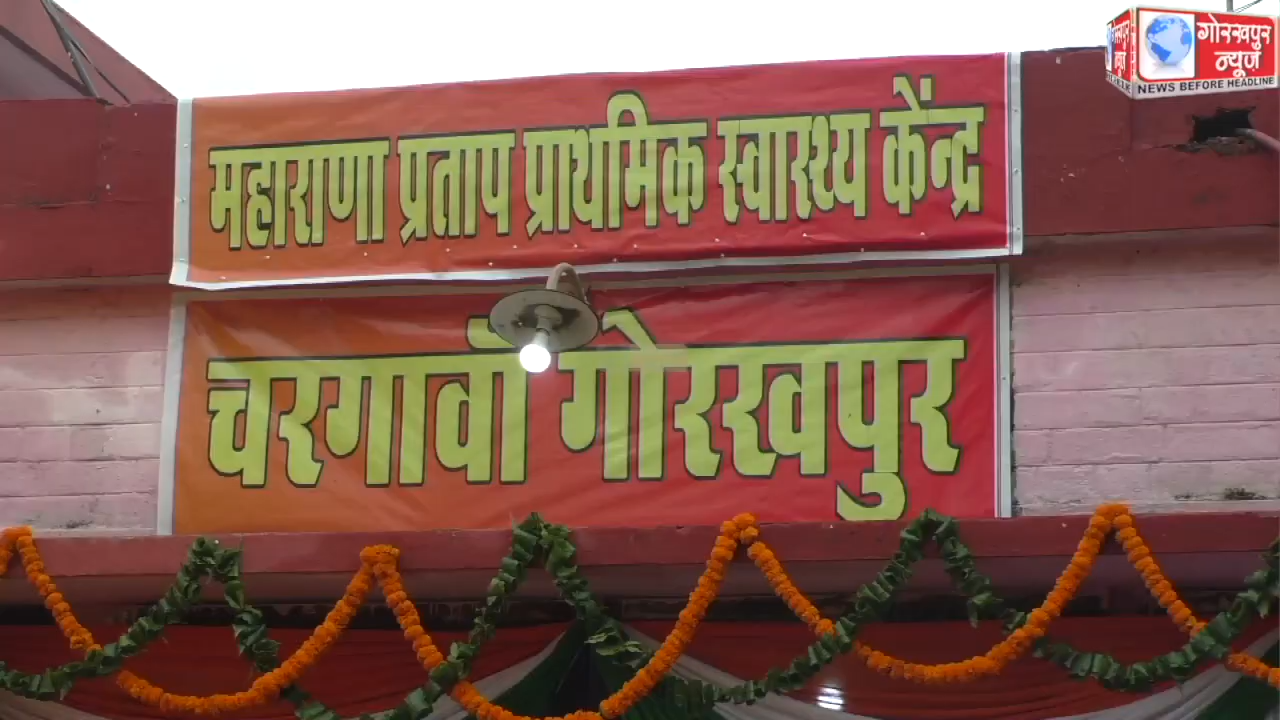 गोरखपुर
न्यूज़
NEWS BEFORE HEADLINE
महाराणा प्रताप प्राथमिक स्वास्थ्य केंन्द्र
चरगावाँ गोरखपुर